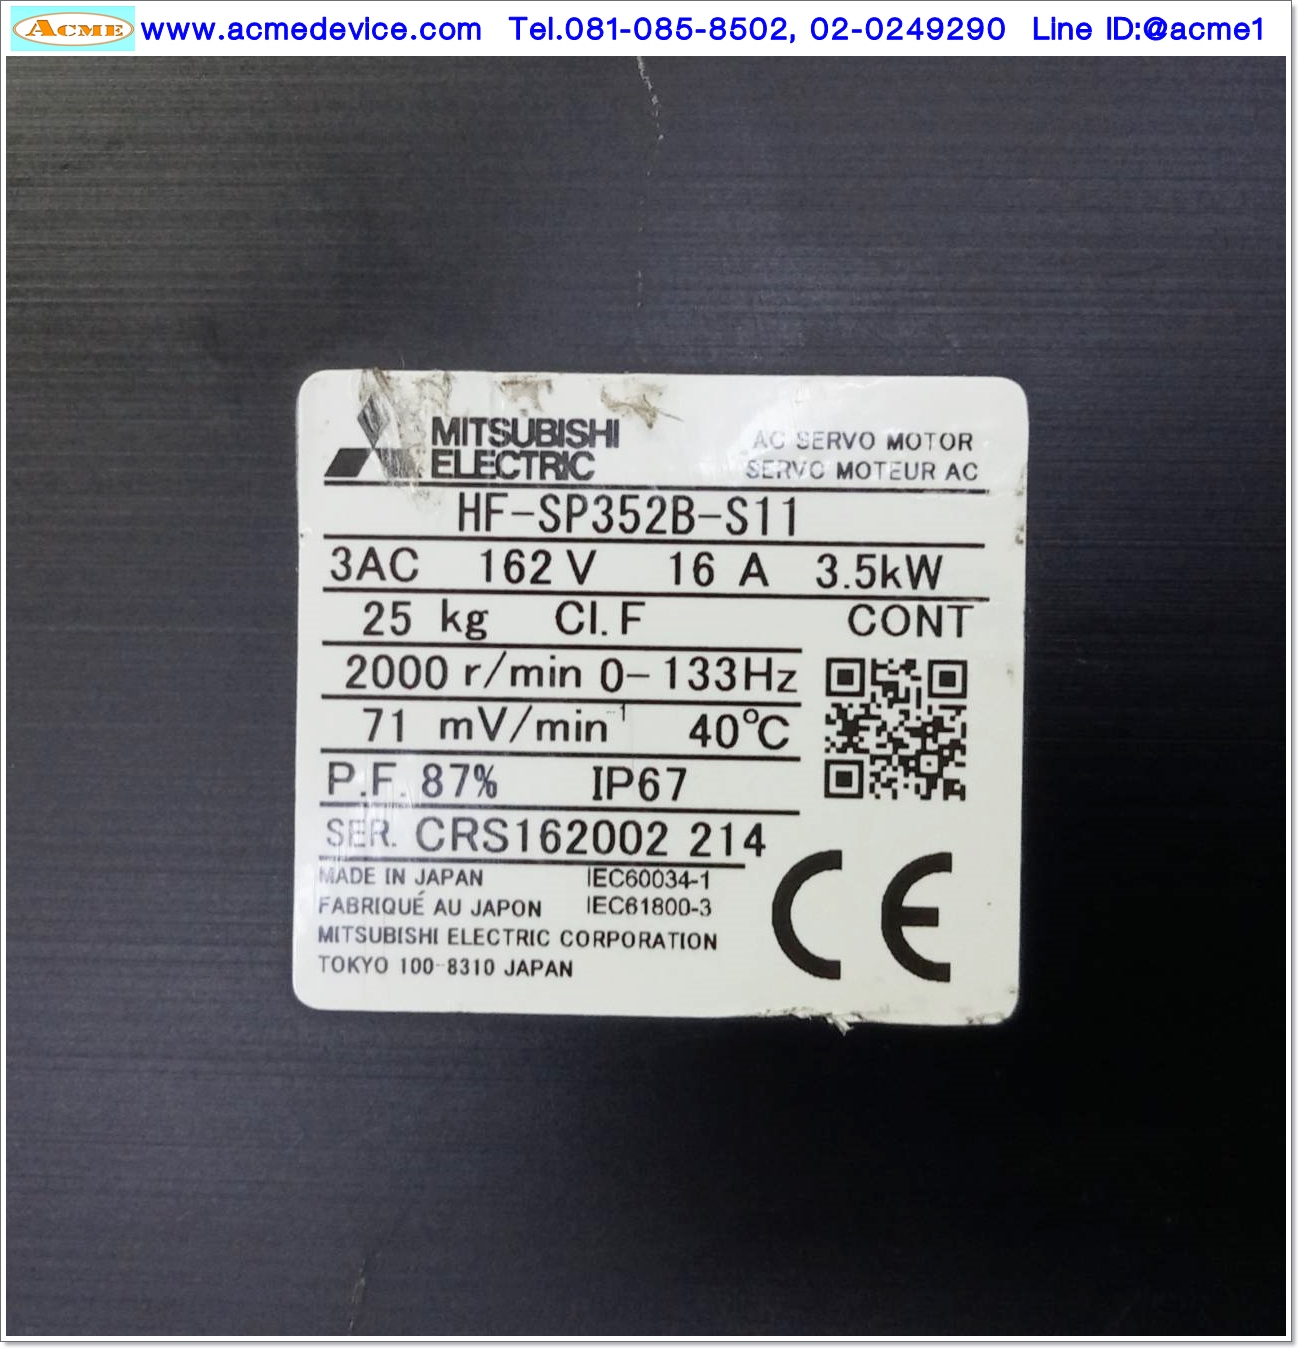 ACME www.acmedevice.com Tel.081-085-8502, 02-0249290 Line ID:@acme1
MITSUBISHI
ELECTRIC
AC SERVO MOTOR
SERVO MOTEUR AC
HF-SP352B-S11
3AC 162 V 16 A 3.5kW
25 kg CI. F CONT
2000 r/min 0-133Hz
71 mV/min⁻¹ 40°C
P.F. 87% IP67
SER. CRS162002 214
MADE IN JAPAN IEC60034-1
FABRIQUÉ AU JAPON IEC61800-3
MITSUBISHI ELECTRIC CORPORATION
TOKYO 100-8310 JAPAN
CE